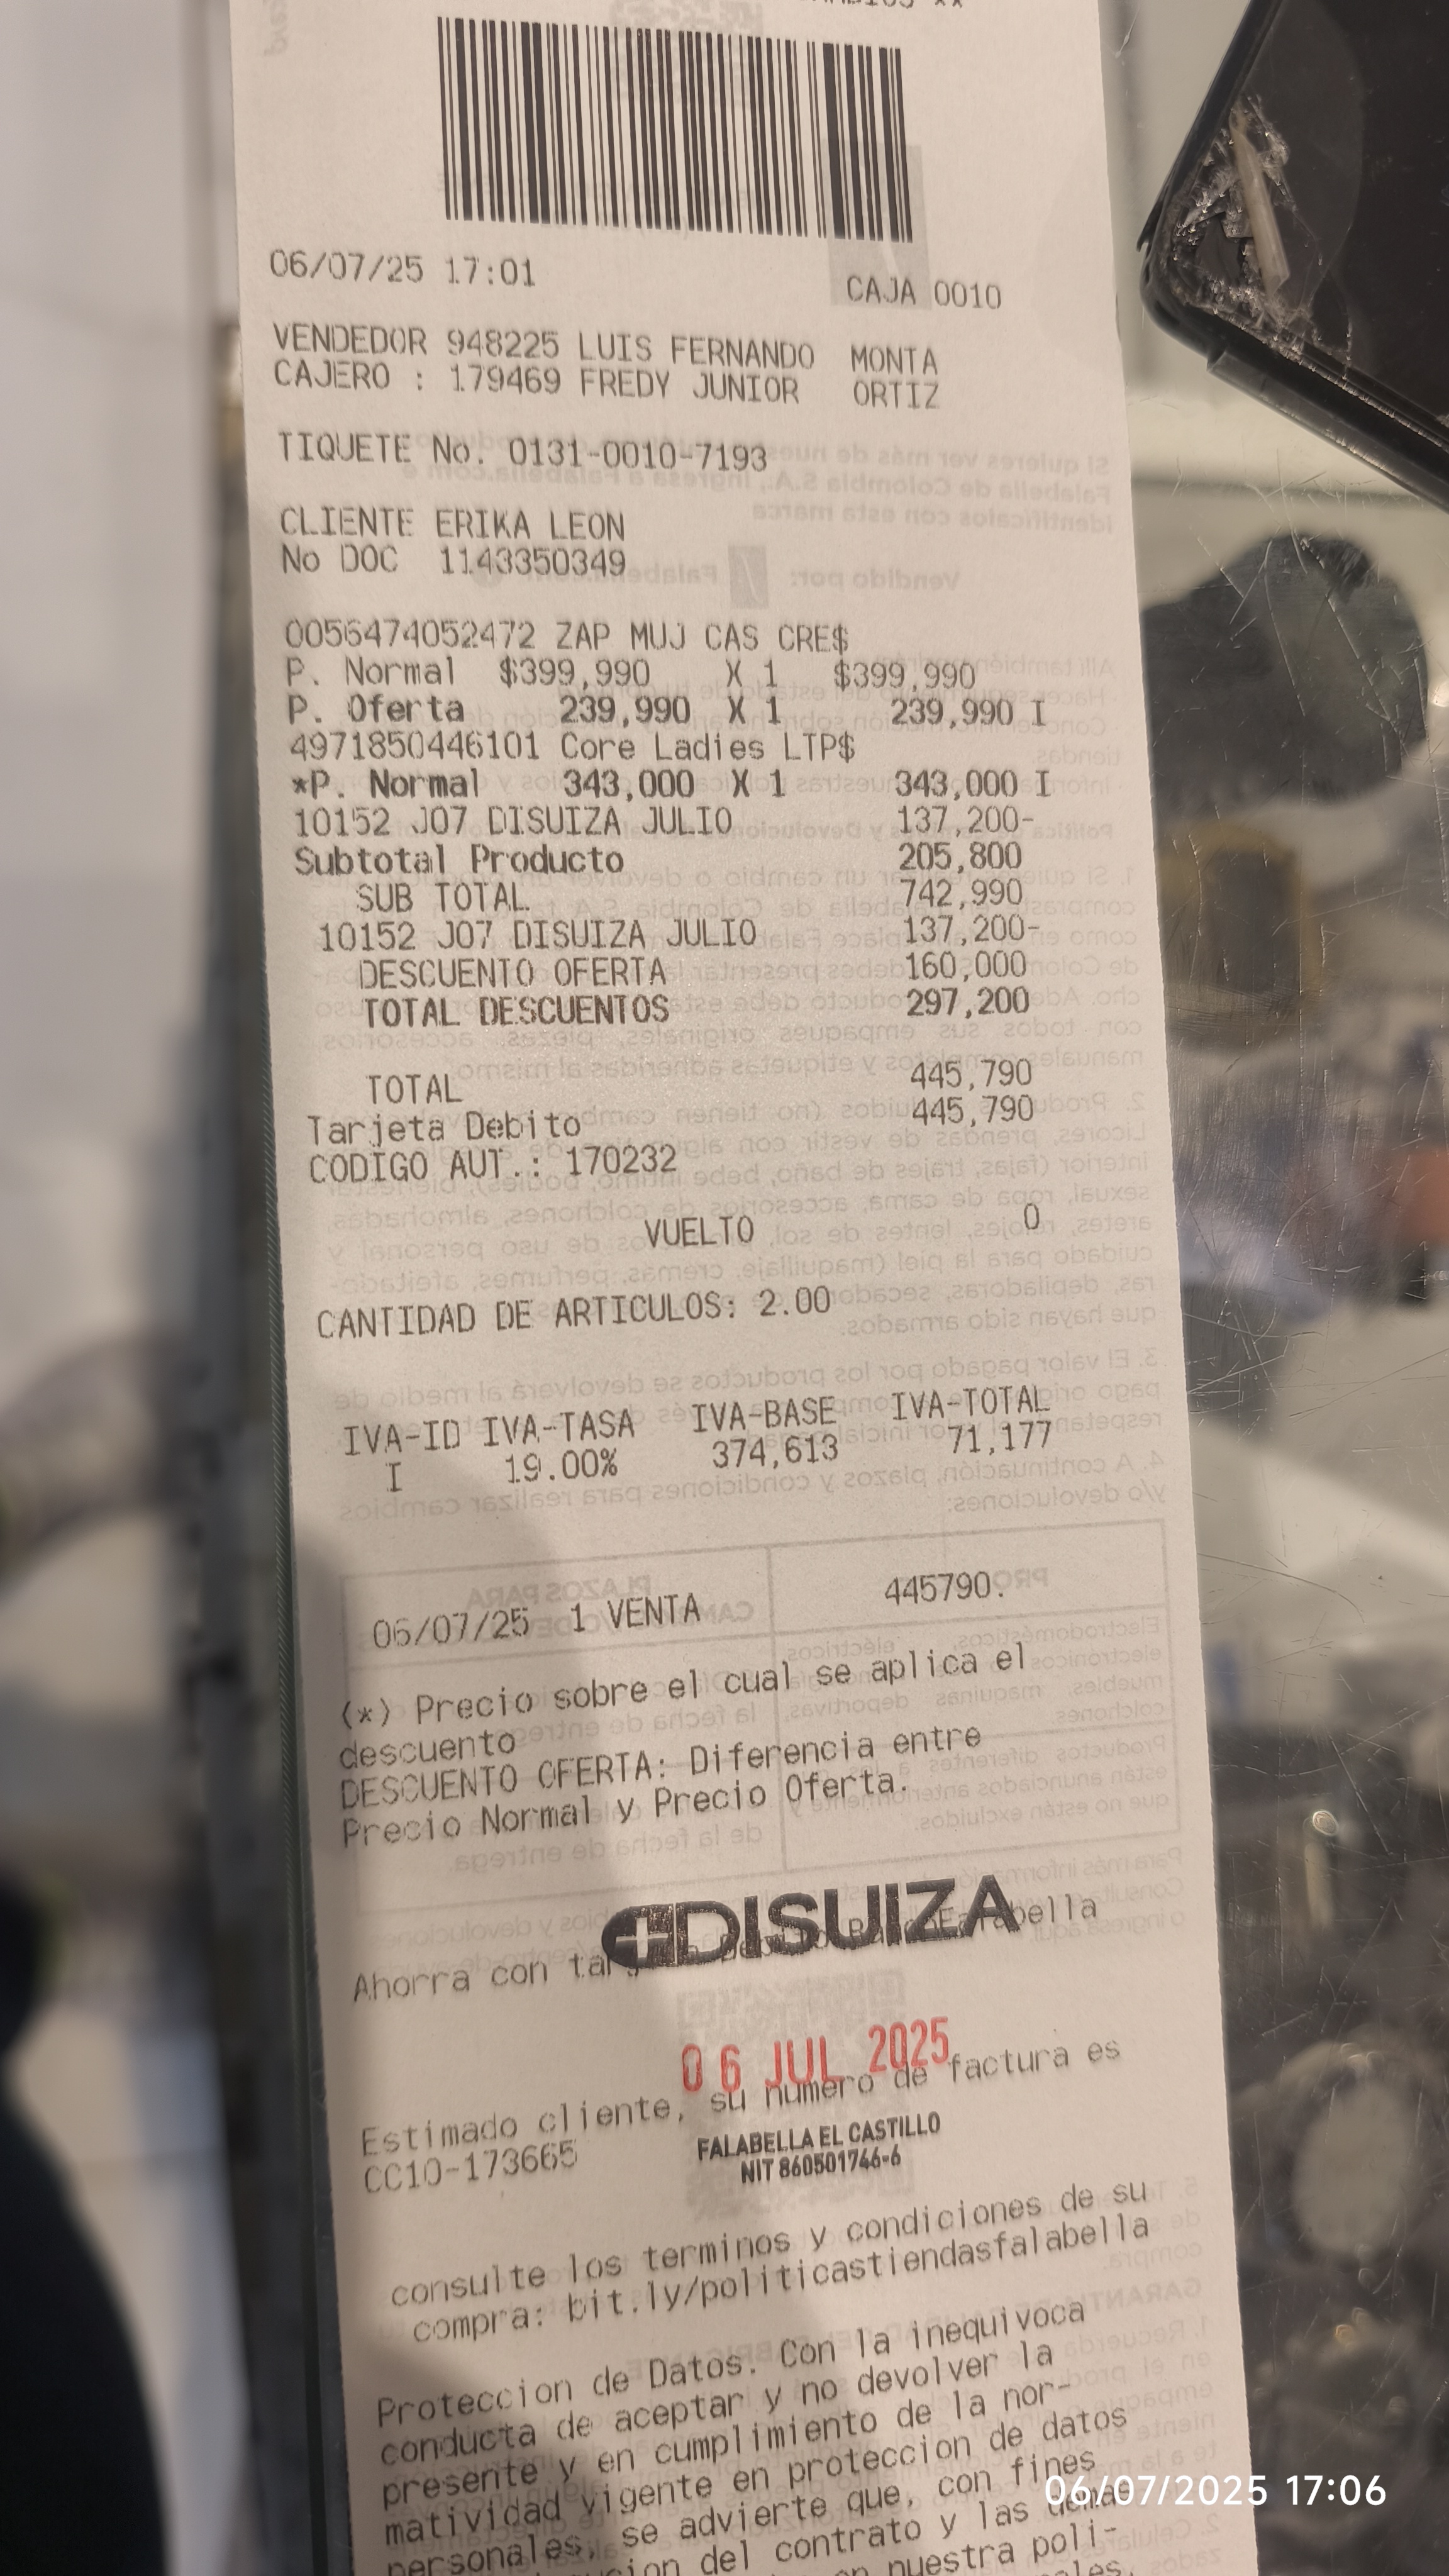 06/07/25 17:01
CAJA 0010
VENDEDOR 948225 LUIS FERNANDO MONTA
CAJERO : 179469 FREDY JUNIOR ORTIZ
TIQUETE No. 0131-0010-7193
CLIENTE ERIKA LEON
No DOC 1143350349
0056474052472 ZAP MUJ CAS CRE$
P. Normal $399,990 X 1 $399,990
P. Oferta 239,990 X 1 239,990 I
4971850446101 Core Ladies LTP$
*P. Normal 343,000 X 1 343,000 I
10152 J07 DISUIZA JULIO 137,200-
Subtotal Producto 205,800
SUB TOTAL 742,990
10152 J07 DISUIZA JULIO 137,200-
DESCUENTO OFERTA 160,000
TOTAL DESCUENTOS 297,200
TOTAL 445,790
Tarjeta Debito 445,790
CODIGO AUT.: 170232
VUELTO 0
CANTIDAD DE ARTICULOS: 2.00
IVA-ID IVA-TASA IVA-BASE IVA-TOTAL
I 19.00% 374,613 71,177
06/07/25 1 VENTA 445790.
(*) Precio sobre el cual se aplica el
descuento
DESCUENTO OFERTA: Diferencia entre
Precio Normal y Precio Oferta.
DISUIZA
Ahorra con Falabella
06 JUL 2025
Estimado cliente, su numero de factura es
CC10-173665
FALABELLA EL CASTILLO
NIT 860501746-6
consulte los terminos y condiciones de su
compra: bit.ly/politicastiendasfalabella
Proteccion de Datos. Con la inequivoca
conducta de aceptar y no devolver la
presente y en cumplimiento de la nor-
matividad vigente en proteccion de datos
personales, se advierte que, con fines
del contrato y las
nuestra poli-
06/07/2025 17:06